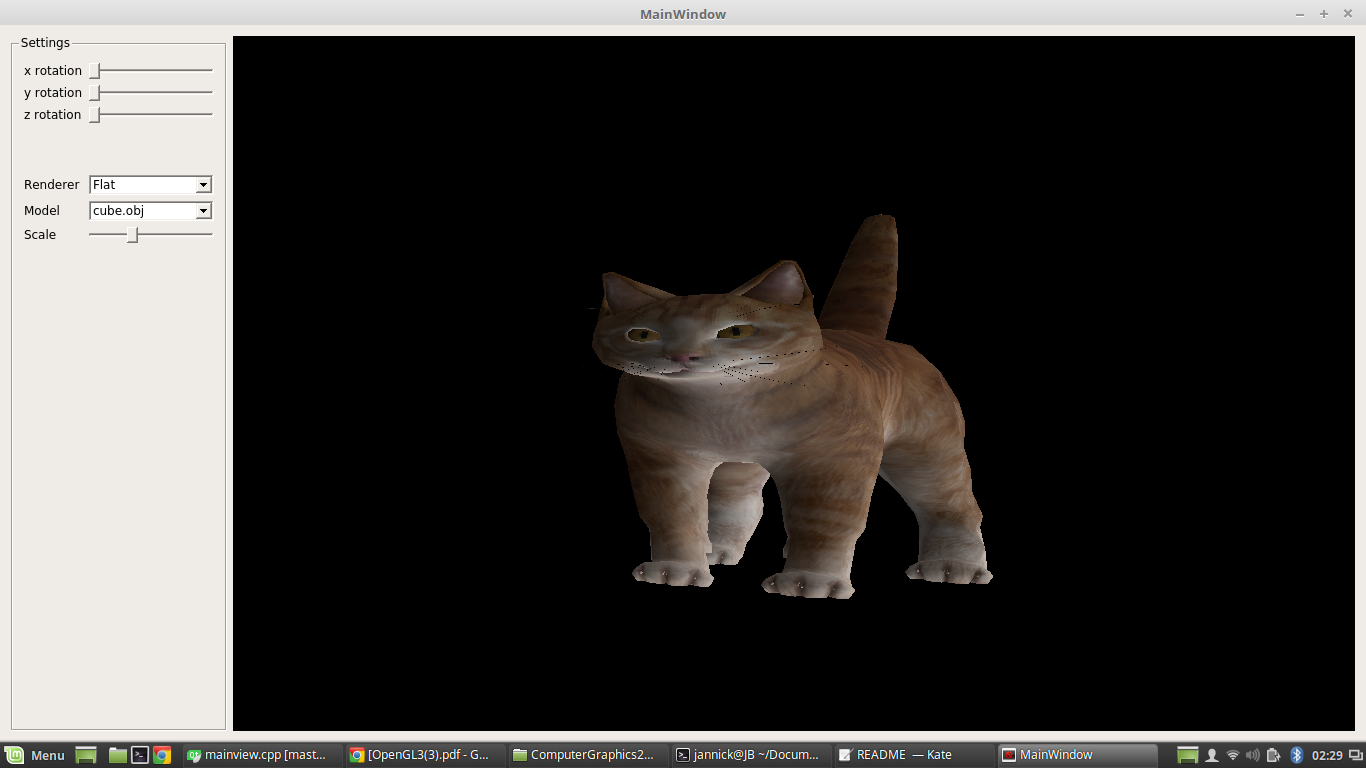 MainWindow
Settings
x rotation
y rotation
z rotation
Renderer Flat
Model cube.obj
Scale
Menu mainview.cpp [mast... [OpenGL3(3).pdf - G... ComputerGraphics2... jannick@JB ~/Docum... README — Kate MainWindow 02:29